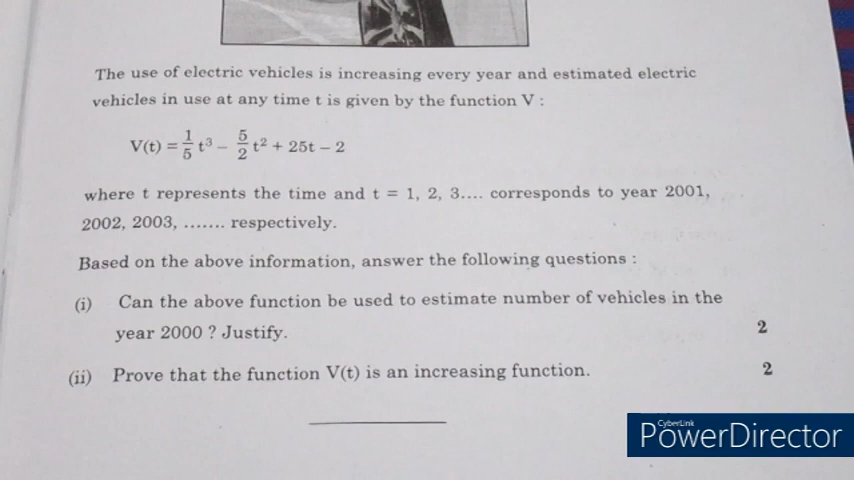 The use of electric vehicles is increasing every year and estimated electric
vehicles in use at any time t is given by the function V :
V(t) = 1/5 t³ – 5/2 t² + 25t – 2
where t represents the time and t = 1, 2, 3.... corresponds to year 2001,
2002, 2003, ....... respectively.
Based on the above information, answer the following questions :
(i) Can the above function be used to estimate number of vehicles in the
year 2000 ? Justify. 2
(ii) Prove that the function V(t) is an increasing function. 2
CyberLink
PowerDirector